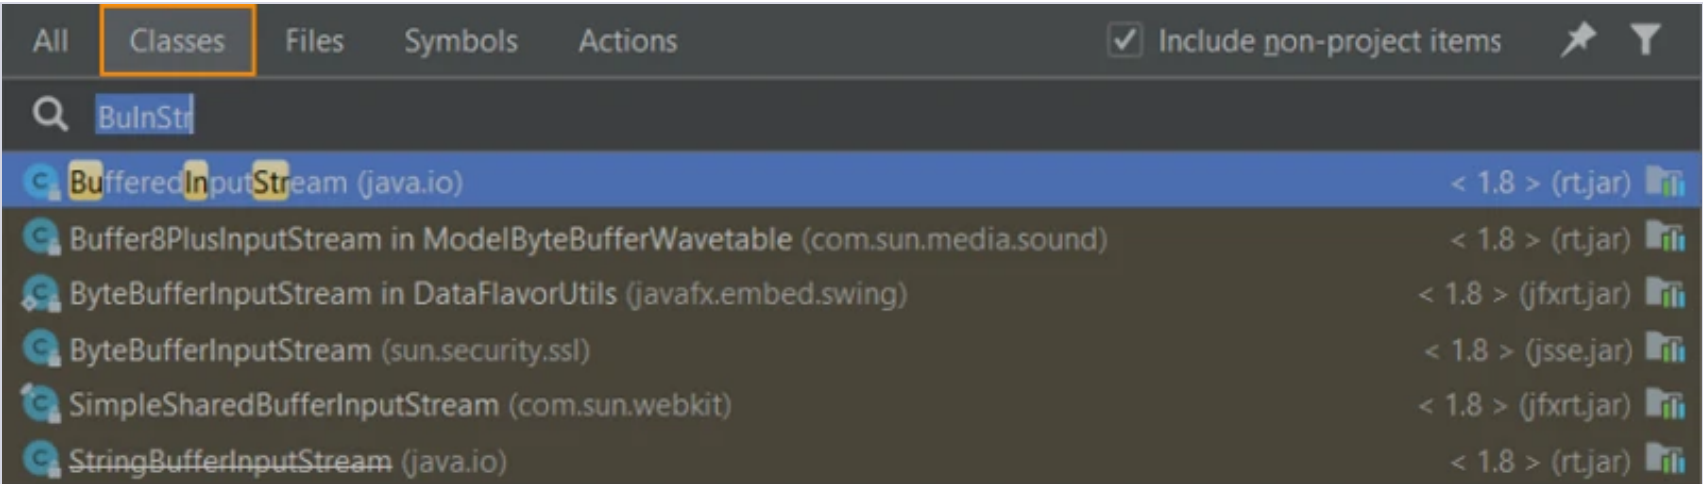 All Classes Files Symbols Actions Include non-project items
BuInStr
BufferedInputStream (java.io) < 1.8 > (rt.jar)
Buffer8PlusInputStream in ModelByteBufferWavetable (com.sun.media.sound) < 1.8 > (rt.jar)
ByteBufferInputStream in DataFlavorUtils (javafx.embed.swing) < 1.8 > (jfxrt.jar)
ByteBufferInputStream (sun.security.ssl) < 1.8 > (jsse.jar)
SimpleSharedBufferInputStream (com.sun.webkit) < 1.8 > (jfxrt.jar)
StringBufferInputStream (java.io) < 1.8 > (rt.jar)